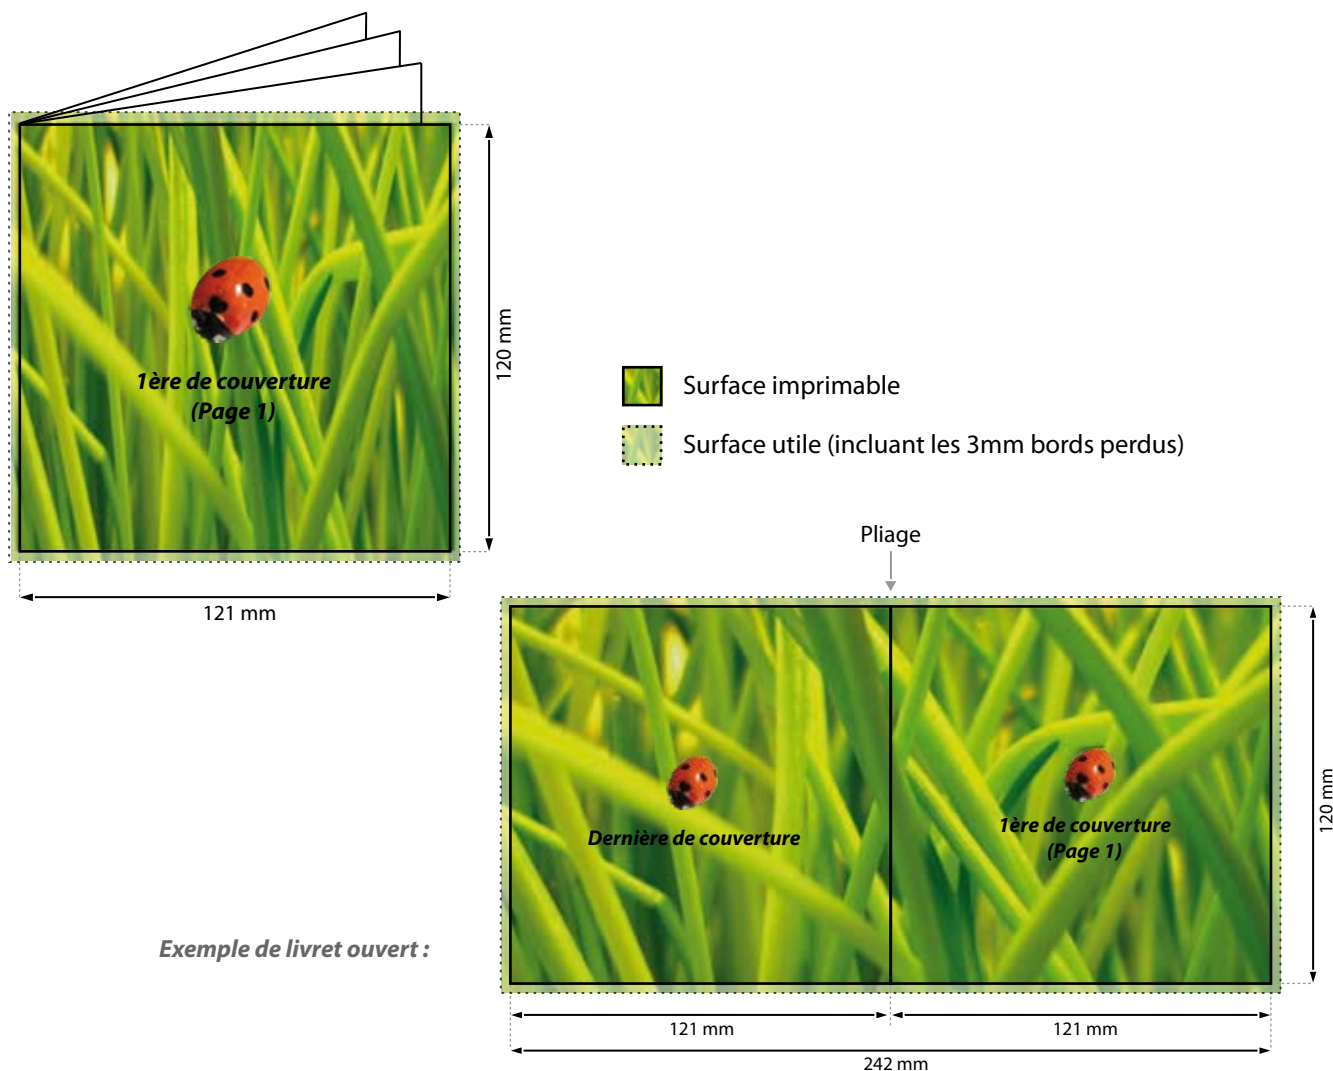 1ère de couverture
(Page 1)
120 mm
121 mm
Surface imprimable
Surface utile (incluant les 3mm bords perdus)
Pliage
Dernière de couverture
1ère de couverture
(Page 1)
120 mm
Exemple de livret ouvert :
121 mm
121 mm
242 mm